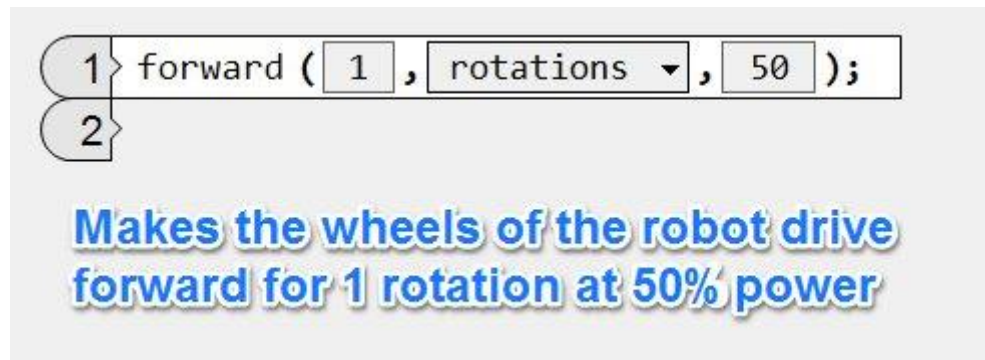 1 forward ( 1 , rotations , 50 );
2
Makes the wheels of the robot drive
forward for 1 rotation at 50% power